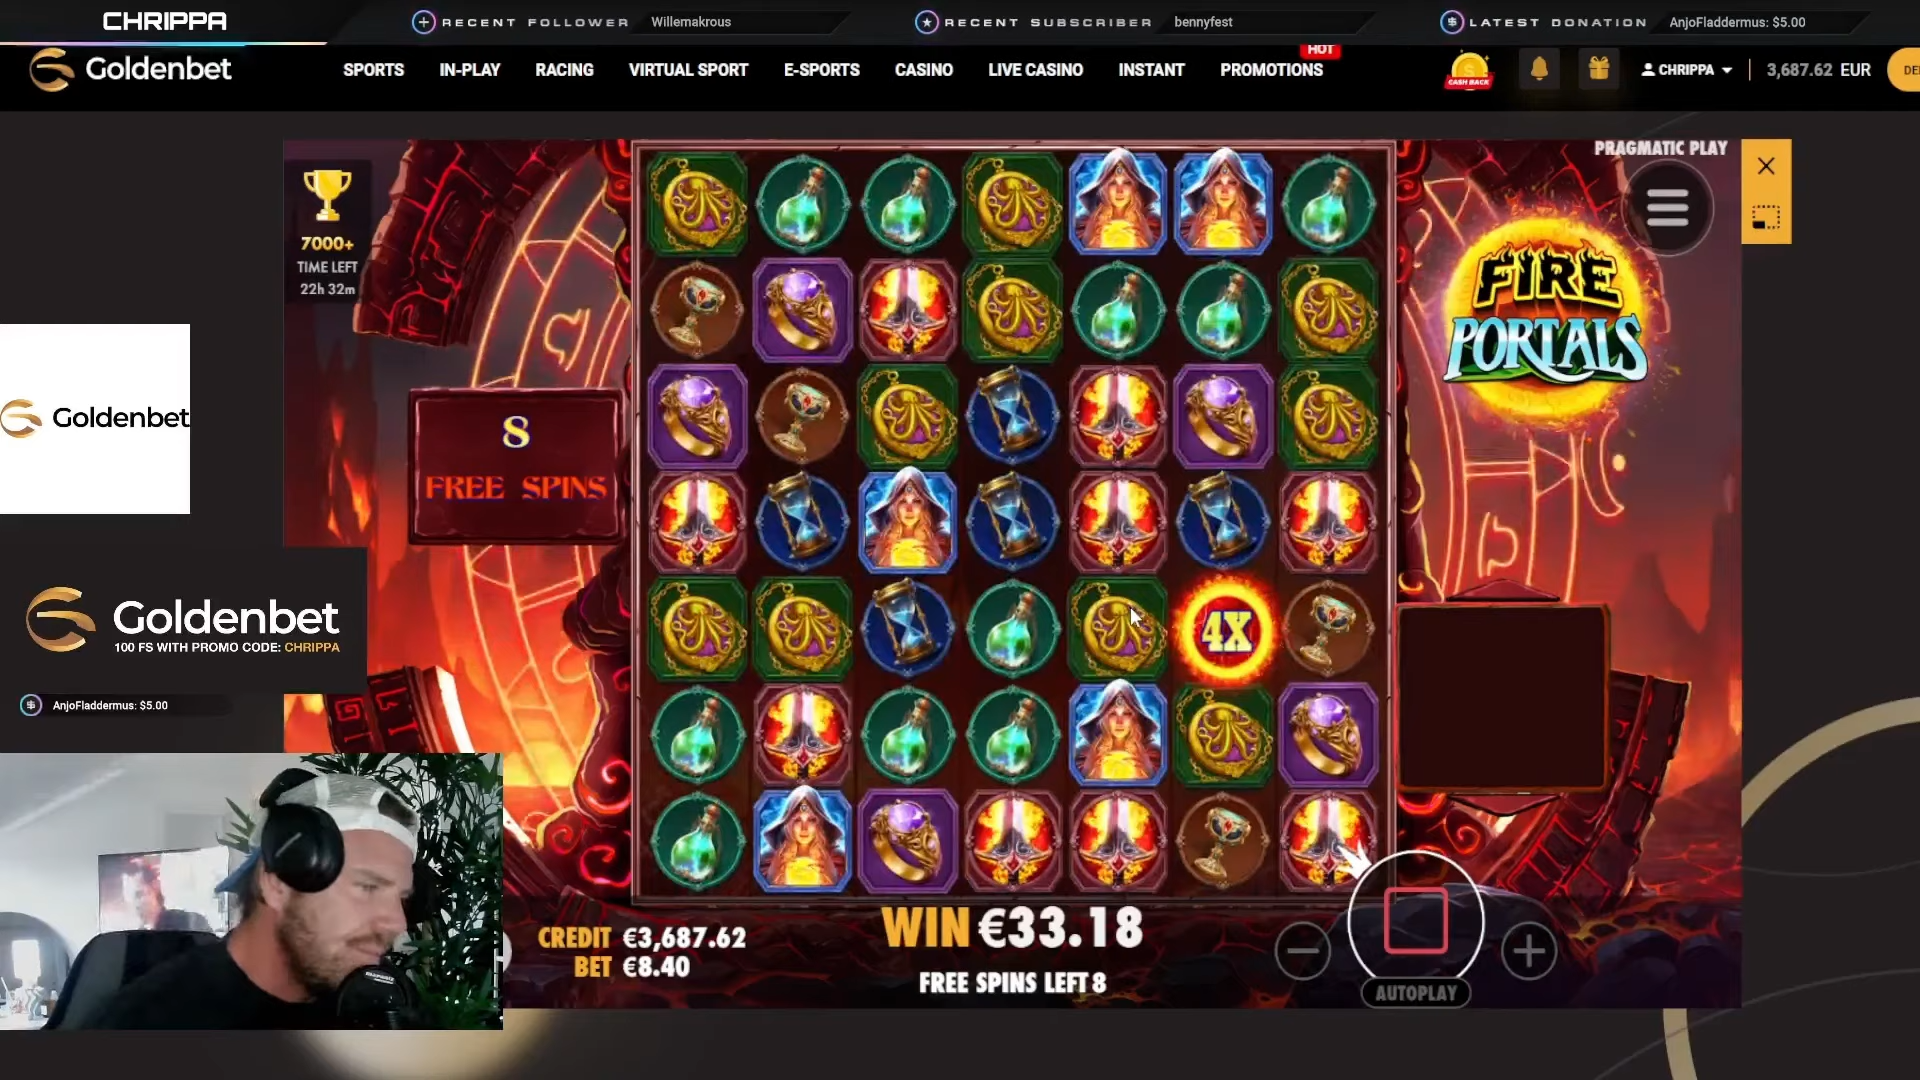 CHRIPPA
RECENT FOLLOWER Willemakrous
RECENT SUBSCRIBER bennyfest
LATEST DONATION AnjoFladdermus: $5.00
Goldenbet
SPORTS IN-PLAY RACING VIRTUAL SPORT E-SPORTS CASINO LIVE CASINO INSTANT PROMOTIONS
HOT
CASH BACK
CHRIPPA
3,687.62 EUR
DE
PRAGMATIC PLAY
7000+
TIME LEFT
22h 32m
FIRE
PORTALS
8
FREE SPINS
Goldenbet
4X
Goldenbet
100 FS WITH PROMO CODE: CHRIPPA
AnjoFladdermus: $5.00
CREDIT €3,687.62
BET €8.40
WIN €33.18
FREE SPINS LEFT 8
AUTOPLAY